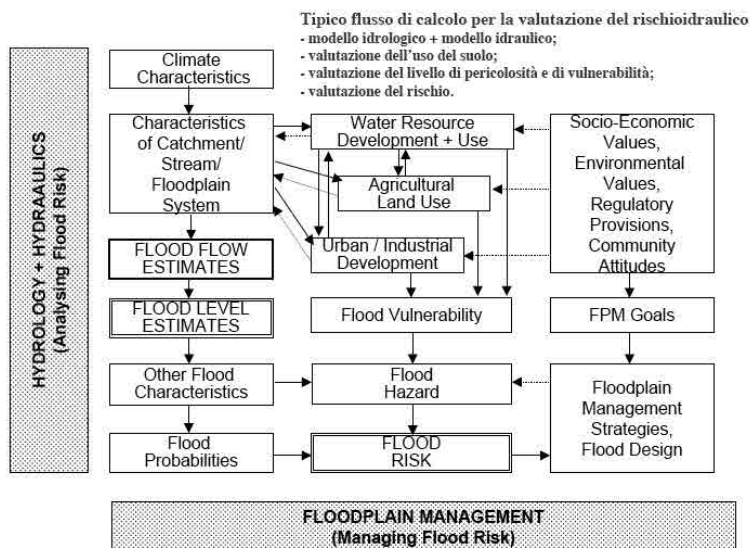 Tipico flusso di calcolo per la valutazione del rischioidraulico
- modello idrologico + modello idraulico;
- valutazione dell'uso del suolo;
- valutazione del livello di pericolosità e di vulnerabilità;
- valutazione del rischio.
HYDROLOGY + HYDRAAULICS
(Analysing Flood Risk)
Climate
Characteristics
Characteristics
of Catchment/
Stream/
Floodplain
System
FLOOD FLOW
ESTIMATES
FLOOD LEVEL
ESTIMATES
Other Flood
Characteristics
Flood
Probabilities
Water Resource
Development + Use
Agricultural
Land Use
Urban / Industrial
Development
Flood Vulnerability
Flood
Hazard
FLOOD
RISK
Socio-Economic
Values,
Environmental
Values,
Regulatory
Provisions,
Community
Attitudes
FPM Goals
Floodplain
Management
Strategies,
Flood Design
FLOODPLAIN MANAGEMENT
(Managing Flood Risk)